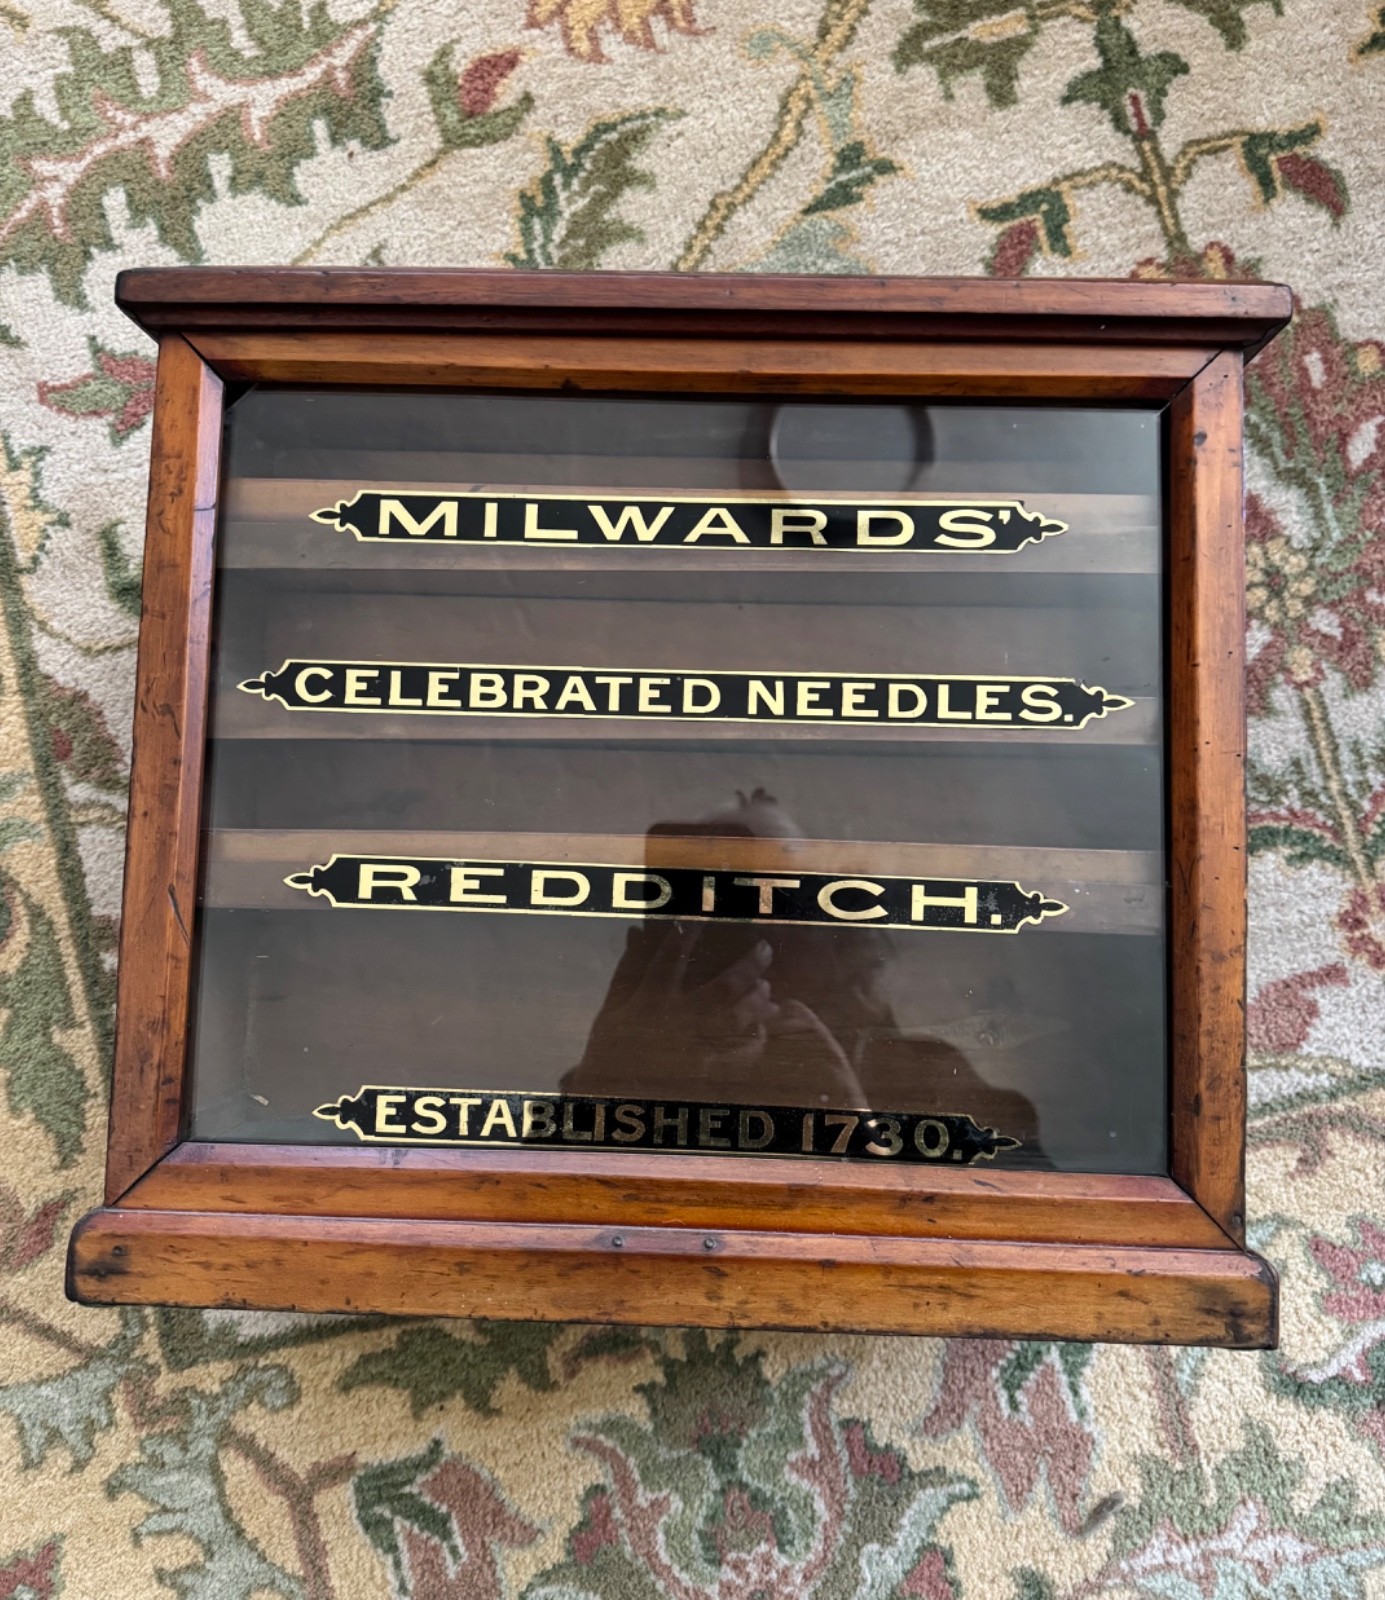 MILWARDS'
CELEBRATED NEEDLES.
REDDITCH.
ESTABLISHED 1730.